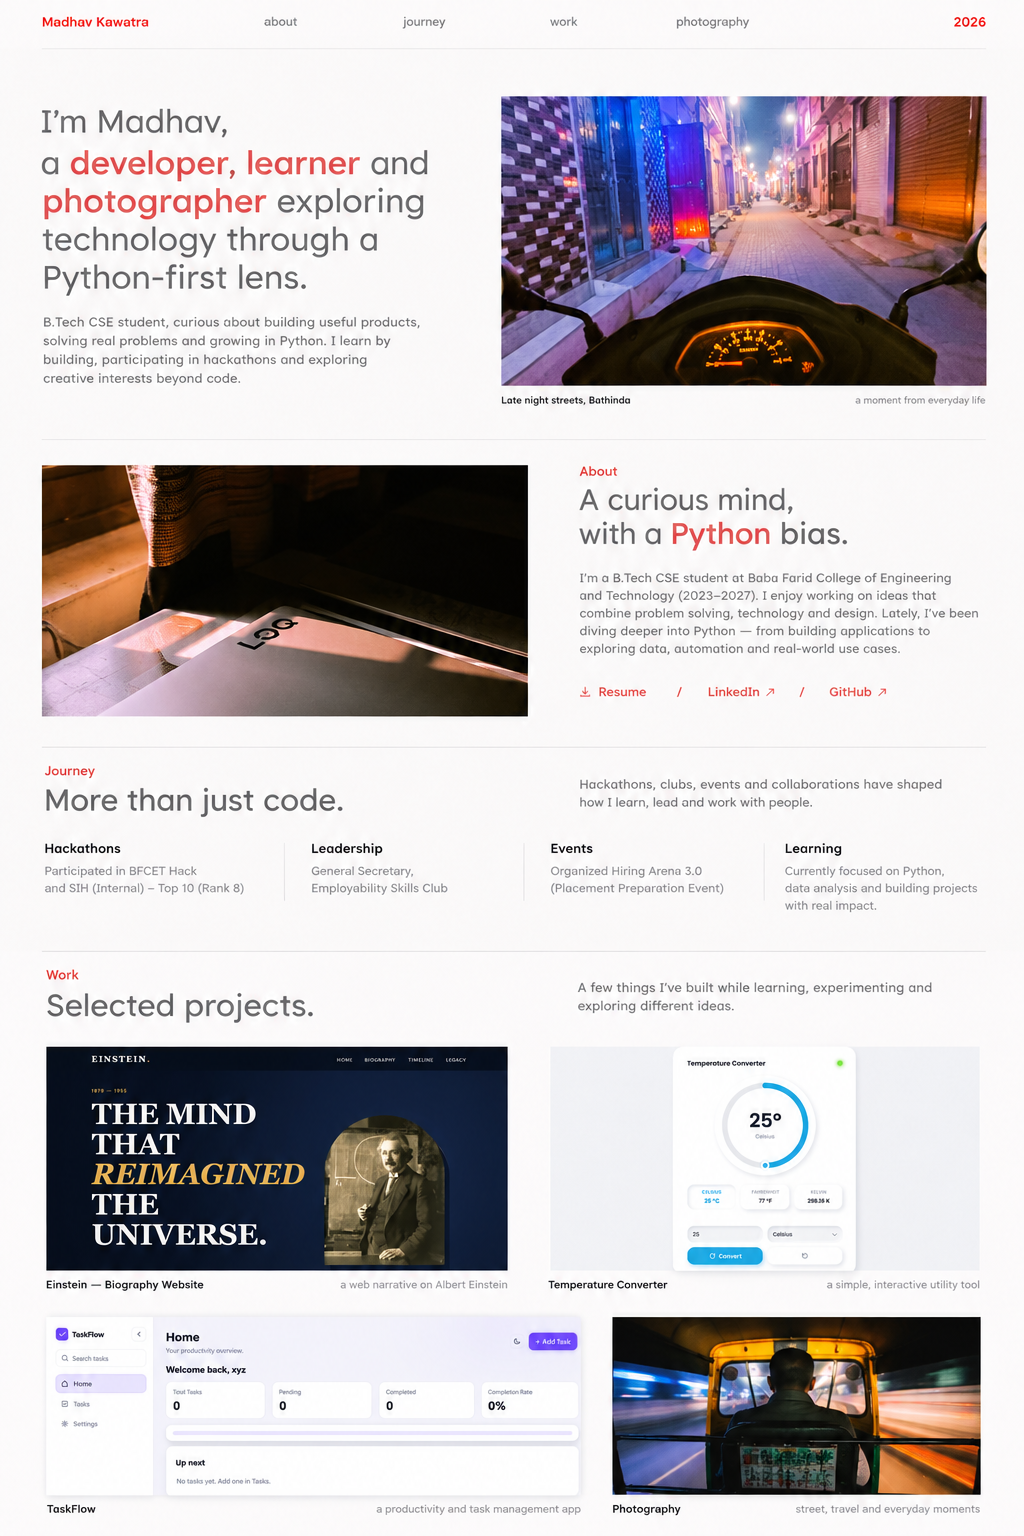 Madhav Kawatra
about
journey
work
photography
2026
I'm Madhav,
a developer, learner and
photographer exploring
technology through a
Python-first lens.
B.Tech CSE student, curious about building useful products,
solving real problems and growing in Python. I learn by
building, participating in hackathons and exploring
creative interests beyond code.
Late night streets, Bathinda
a moment from everyday life
LOQ
About
A curious mind,
with a Python bias.
I'm a B.Tech CSE student at Baba Farid College of Engineering
and Technology (2023–2027). I enjoy working on ideas that
combine problem solving, technology and design. Lately, I've been
diving deeper into Python — from building applications to
exploring data, automation and real-world use cases.
Resume / LinkedIn ↗ / GitHub ↗
Journey
More than just code.
Hackathons, clubs, events and collaborations have shaped
how I learn, lead and work with people.
Hackathons
Participated in BFCET Hack
and SIH (Internal) – Top 10 (Rank 8)
Leadership
General Secretary,
Employability Skills Club
Events
Organized Hiring Arena 3.0
(Placement Preparation Event)
Learning
Currently focused on Python,
data analysis and building projects
with real impact.
Work
Selected projects.
A few things I've built while learning, experimenting and
exploring different ideas.
EINSTEIN.
HOME
BIOGRAPHY
TIMELINE
LEGACY
1879 — 1955
THE MIND
THAT
REIMAGINED
THE
UNIVERSE.
Einstein — Biography Website
a web narrative on Albert Einstein
Temperature Converter
25°
Celsius
CELSIUS
25 °C
FAHRENHEIT
77 °F
KELVIN
298.16 K
25
Celsius
Convert
Temperature Converter
a simple, interactive utility tool
TaskFlow
Search tasks
Home
Tasks
Settings
Home
Your productivity overview.
+ Add Task
Welcome back, xyz
Total Tasks
0
Pending
0
Completed
0
Completion Rate
0%
Up next
No tasks yet. Add one in Tasks.
TaskFlow
a productivity and task management app
Photography
street, travel and everyday moments